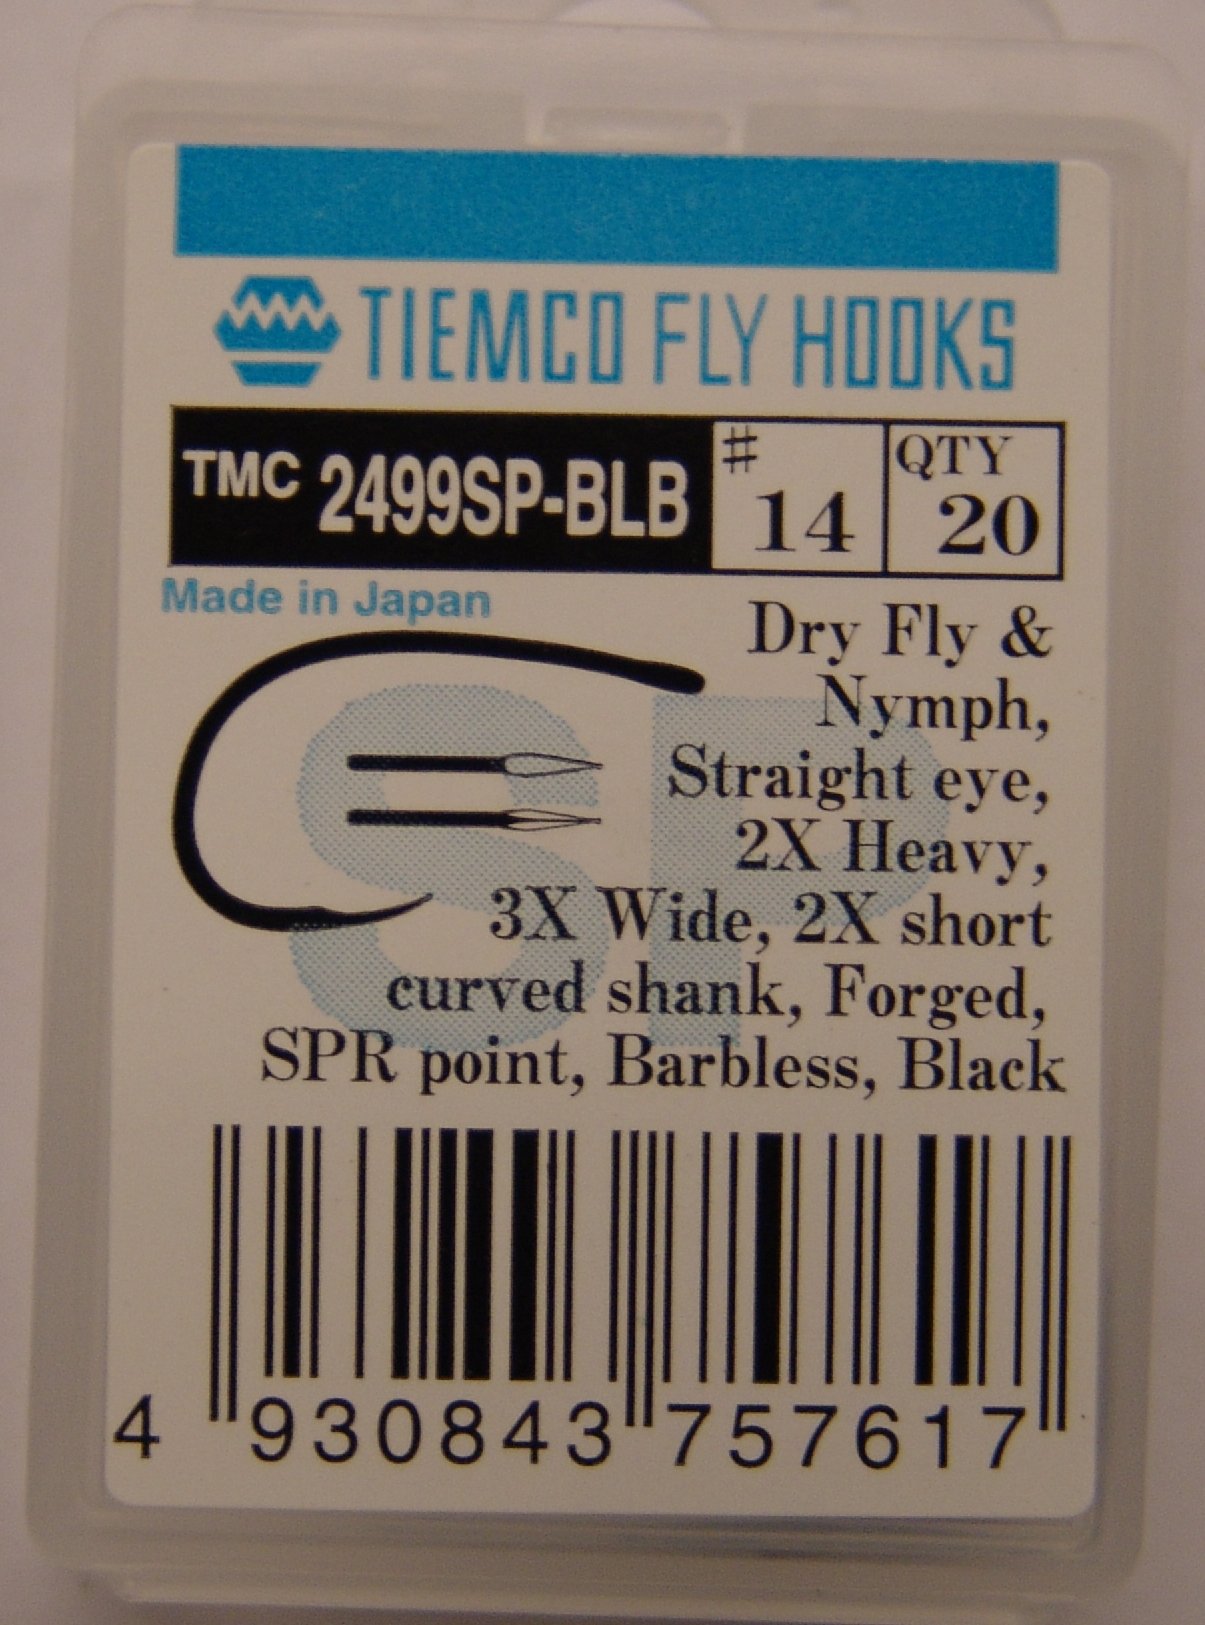 TIEMCO FLY HOOKS
TMC 2499SP-BLB # 14 QTY 20
Made in Japan
SP
Dry Fly &
Nymph,
Straight eye,
2X Heavy,
3X Wide, 2X short
curved shank, Forged,
SPR point, Barbless, Black
4 930843 757617